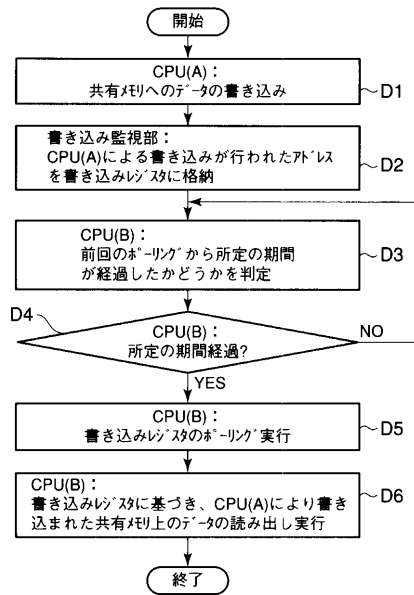 開始
CPU(A)：
共有ﾒﾓﾘへのﾃﾞｰﾀの書き込み
D1
書き込み監視部：
CPU(A)による書き込みが行われたｱﾄﾞﾚｽ
を書き込みﾚｼﾞｽﾀに格納
D2
CPU(B)：
前回のﾎﾟｰﾘﾝｸﾞから所定の期間
が経過したかどうかを判定
D3
D4
CPU(B)：
所定の期間経過?
NO
YES
CPU(B)：
書き込みﾚｼﾞｽﾀのﾎﾟｰﾘﾝｸﾞ実行
D5
CPU(B)：
書き込みﾚｼﾞｽﾀに基づき、CPU(A)により書き
込まれた共有ﾒﾓﾘ上のﾃﾞｰﾀの読み出し実行
D6
終了